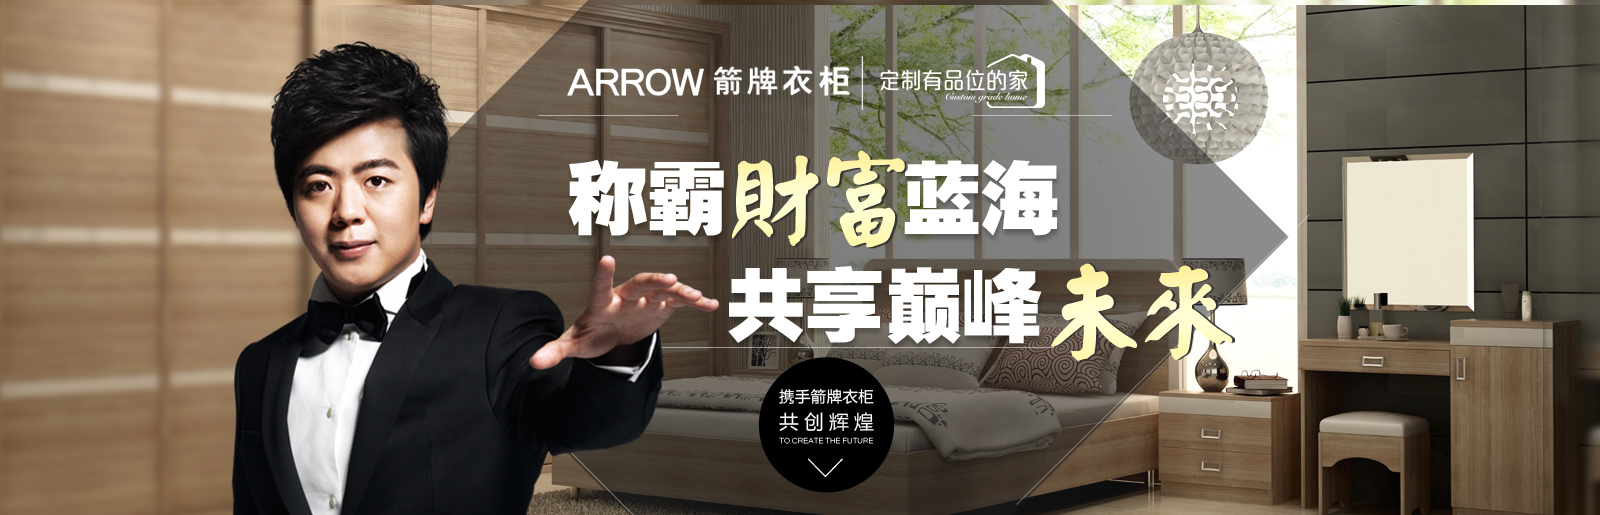 ARROW 箭牌衣柜 定制有品位的家
Custom grade home
称霸財富蓝海
共享巅峰未來
携手箭牌衣柜
共创辉煌
TO CREATE THE FUTURE